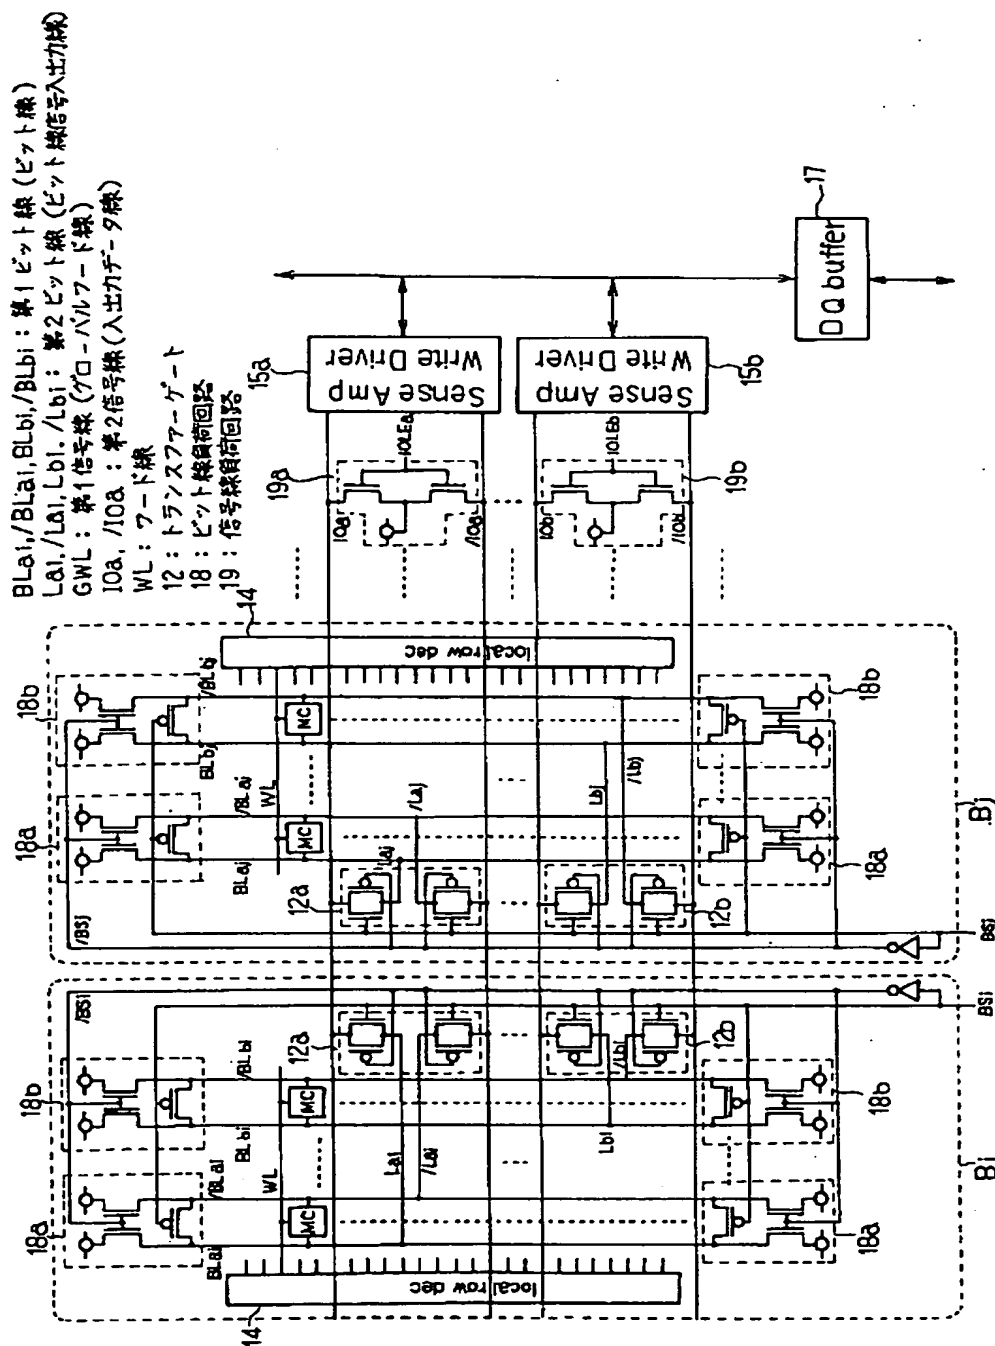 BLai,/BLai,BLbi,/BLbi:第1ビット線(ビット線)
Lai,/Lai,Lbi,/Lbi:第2ビット線(ビット線信号入出力線)
GWL:第1信号線(グローバルワード線)
IOa,/IOa:第2信号線(入出力データ線)
WL:ワード線
12:トランスファーゲート
18:ビット線負荷回路
19:信号線負荷回路
14
local row dec
18a
18b
18a
18b
/BSi
/BSj
BLai
/BLai
BLbi
/BLbi
BLaj
/BLaj
BLbj
/BLbj
WL
MC
MC
WL
MC
MC
Lai
/Lai
Lbi
/Lbi
12a
12b
Laj
/Laj
Lbj
/Lbj
12a
12b
14
local row dec
18a
18b
18a
18b
BSi
BSj
Bi
Bj
IOa
/IOa
IOLEa
19a
IOb
/IOb
IOLEb
19b
Sense Amp
Write Driver
15a
Sense Amp
Write Driver
15b
DQ buffer
17